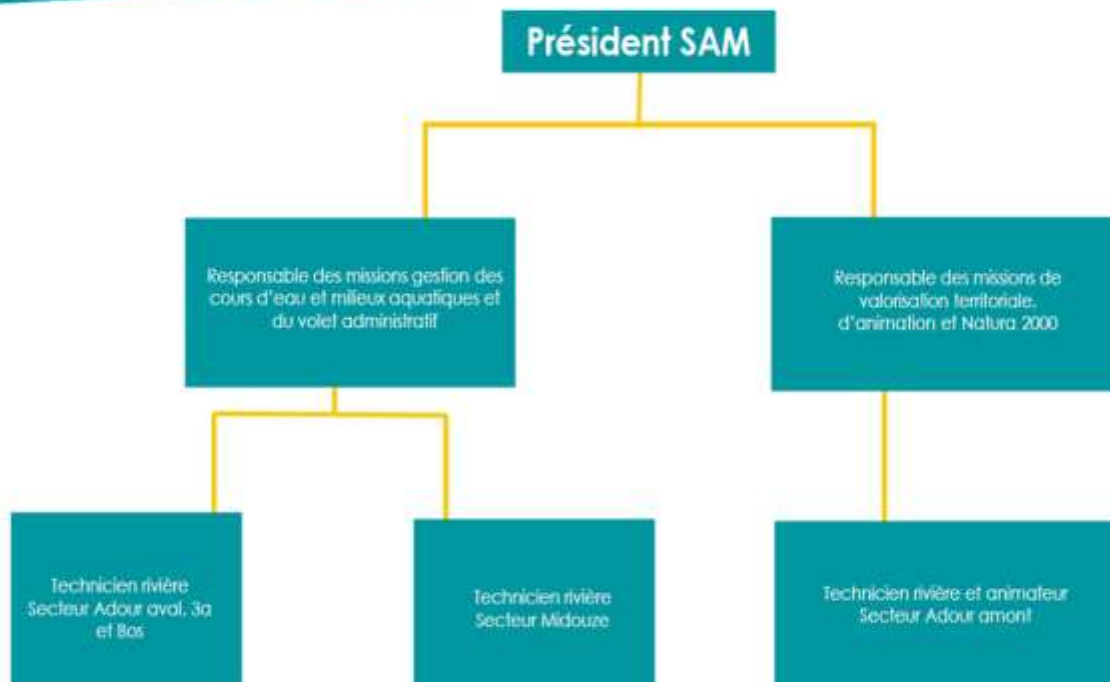 Président SAM
Responsable des missions gestion des
cours d'eau et milieux aquatiques et
du volet administratif
Responsable des missions de
valorisation territoriale,
d'animation et Natura 2000
Technicien rivière
Secteur Adour aval, 3a
et Bos
Technicien rivière
Secteur Midouze
Technicien rivière et animateur
Secteur Adour amont